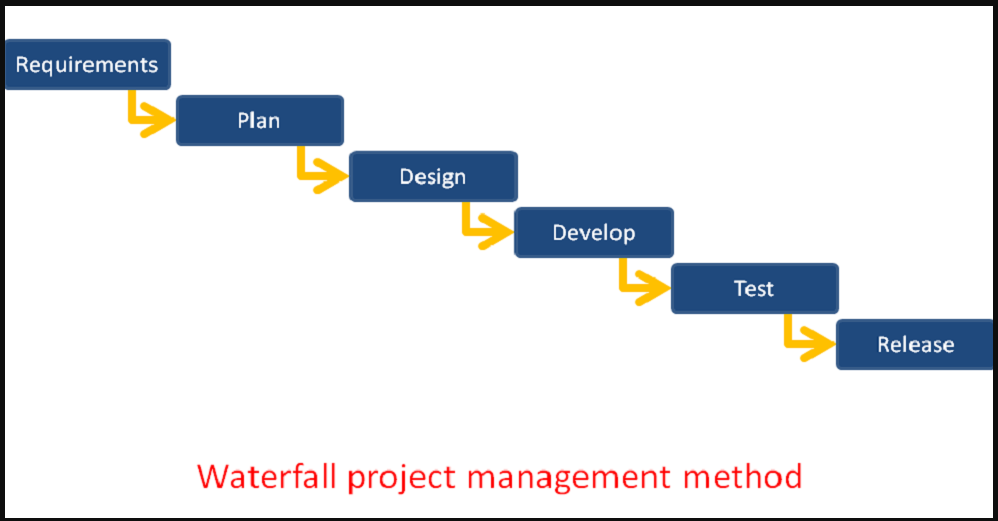 Requirements
Plan
Design
Develop
Test
Release
Waterfall project management method